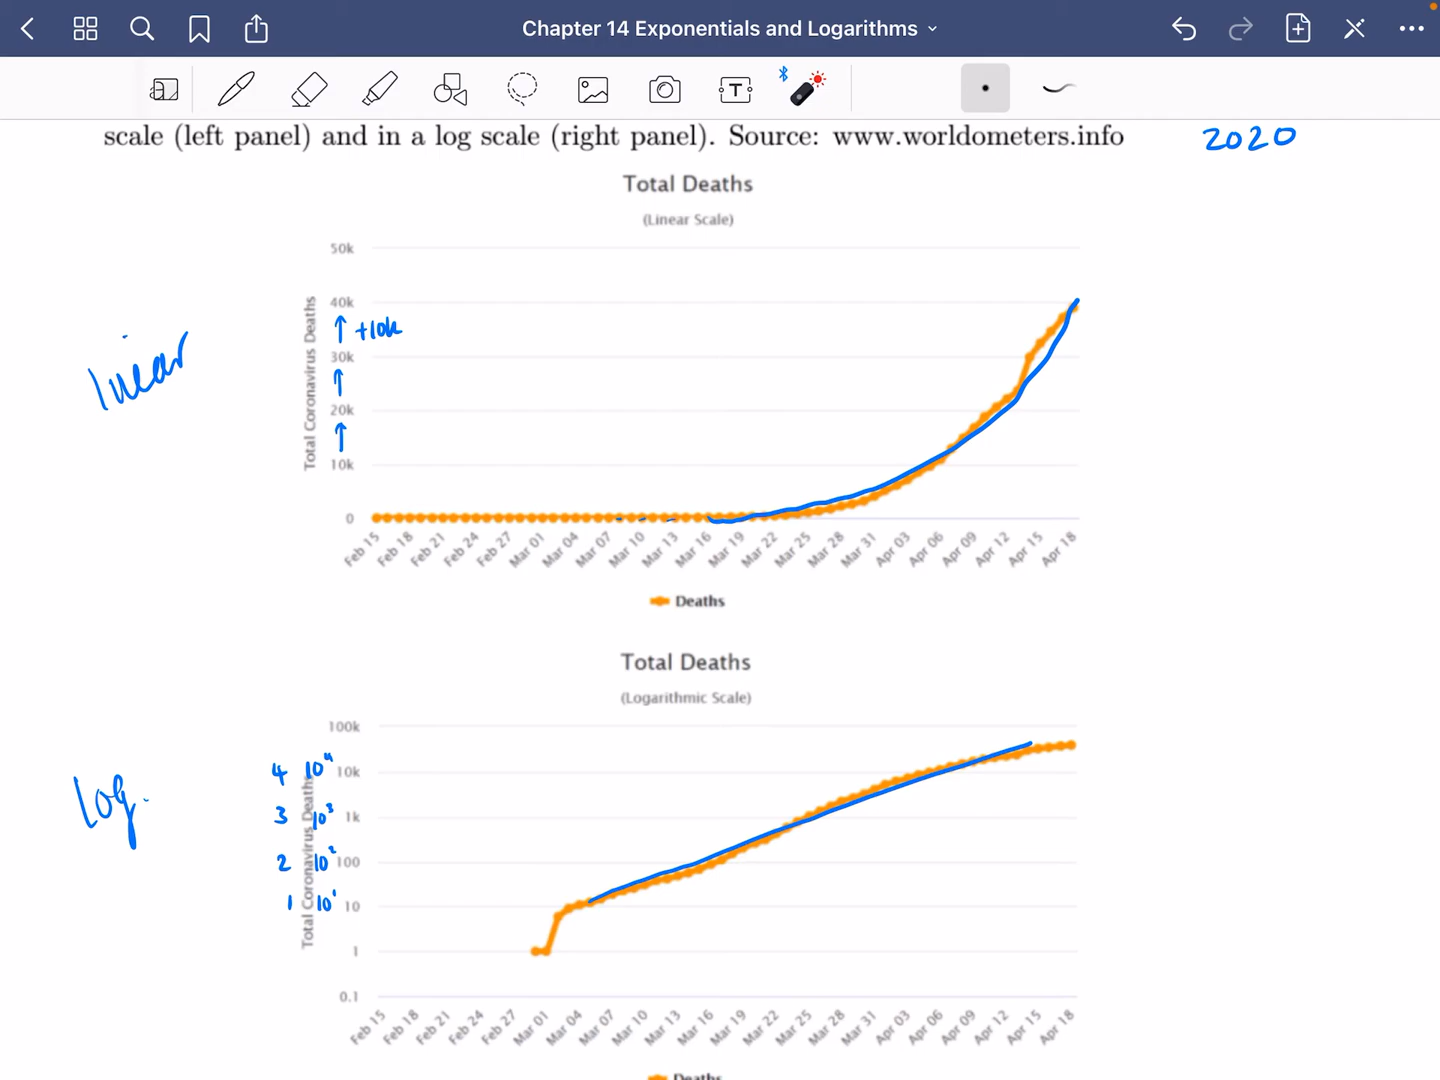 Chapter 14 Exponentials and Logarithms
scale (left panel) and in a log scale (right panel). Source: www.worldometers.info 2020
Total Deaths
(Linear Scale)
linear
Total Coronavirus Deaths
50k
40k
+10k
30k
20k
10k
0
Feb 15 Feb 18 Feb 21 Feb 24 Feb 27 Mar 01 Mar 04 Mar 07 Mar 10 Mar 13 Mar 16 Mar 19 Mar 22 Mar 25 Mar 28 Mar 31 Apr 03 Apr 06 Apr 09 Apr 12 Apr 15 Apr 18
Deaths
Total Deaths
(Logarithmic Scale)
log.
Total Coronavirus Deaths
100k
4 10⁴ 10k
3 10³ 1k
2 10² 100
1 10¹ 10
1
0.1
Feb 15 Feb 18 Feb 21 Feb 24 Feb 27 Mar 01 Mar 04 Mar 07 Mar 10 Mar 13 Mar 16 Mar 19 Mar 22 Mar 25 Mar 28 Mar 31 Apr 03 Apr 06 Apr 09 Apr 12 Apr 15 Apr 18
Deaths